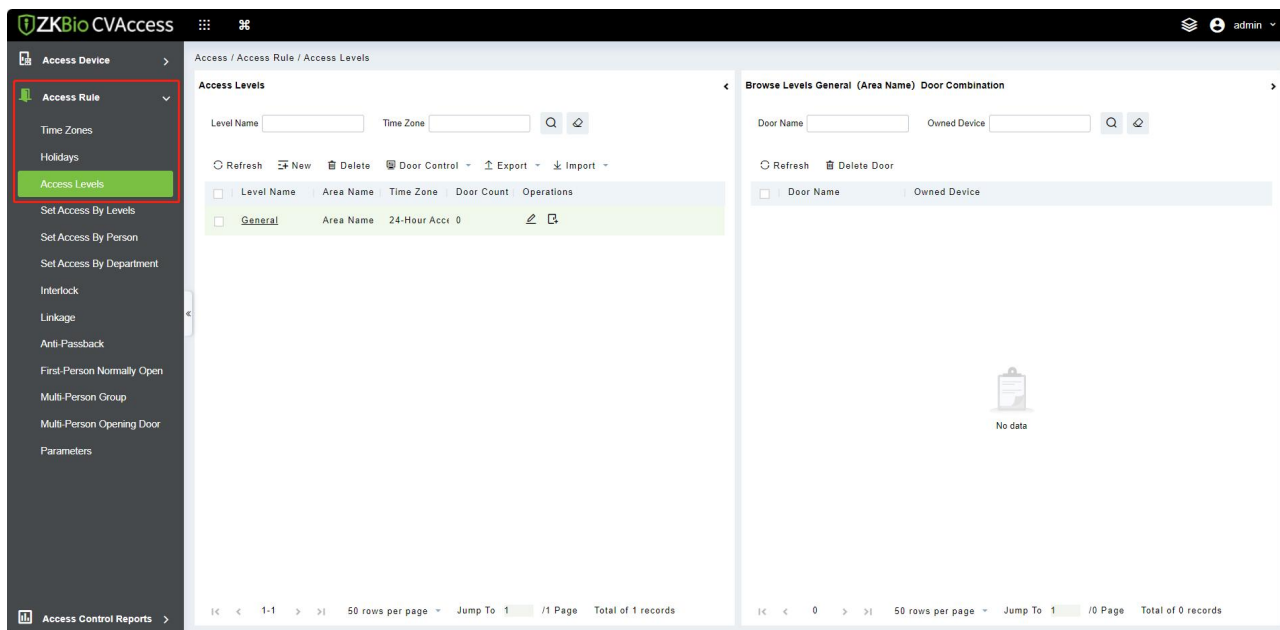 ZKBio CVAccess
admin
Access Device
Access Rule
Time Zones
Holidays
Access Levels
Set Access By Levels
Set Access By Person
Set Access By Department
Interlock
Linkage
Anti-Passback
First-Person Normally Open
Multi-Person Group
Multi-Person Opening Door
Parameters
Access Control Reports
Access / Access Rule / Access Levels
Access Levels
Level Name Time Zone
Refresh New Delete Door Control Export Import
Level Name Area Name Time Zone Door Count Operations
General Area Name 24-Hour Acce 0
1-1 50 rows per page Jump To 1 /1 Page Total of 1 records
Browse Levels General (Area Name) Door Combination
Door Name Owned Device
Refresh Delete Door
Door Name Owned Device
No data
0 50 rows per page Jump To 1 /0 Page Total of 0 records